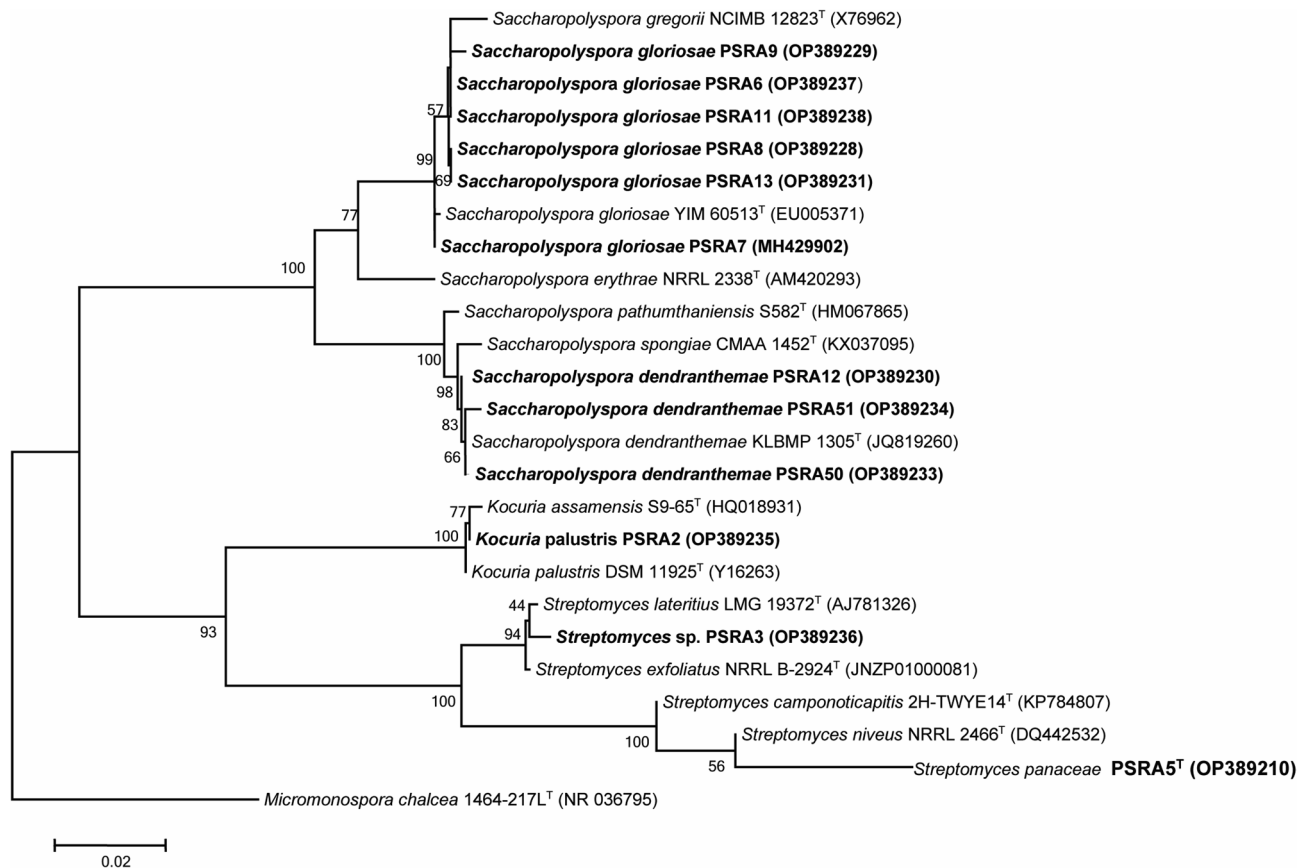 Saccharopolyspora gregorii NCIMB 12823ᵀ (X76962)
Saccharopolyspora gloriosae PSRA9 (OP389229)
Saccharopolyspora gloriosae PSRA6 (OP389237)
57
Saccharopolyspora gloriosae PSRA11 (OP389238)
Saccharopolyspora gloriosae PSRA8 (OP389228)
99
69
Saccharopolyspora gloriosae PSRA13 (OP389231)
77
Saccharopolyspora gloriosae YIM 60513ᵀ (EU005371)
Saccharopolyspora gloriosae PSRA7 (MH429902)
100
Saccharopolyspora erythrae NRRL 2338ᵀ (AM420293)
Saccharopolyspora pathumthaniensis S582ᵀ (HM067865)
Saccharopolyspora spongiae CMAA 1452ᵀ (KX037095)
100
Saccharopolyspora dendranthemae PSRA12 (OP389230)
98
Saccharopolyspora dendranthemae PSRA51 (OP389234)
83
Saccharopolyspora dendranthemae KLBMP 1305ᵀ (JQ819260)
66
Saccharopolyspora dendranthemae PSRA50 (OP389233)
Kocuria assamensis S9-65ᵀ (HQ018931)
77
100
Kocuria palustris PSRA2 (OP389235)
Kocuria palustris DSM 11925ᵀ (Y16263)
44
Streptomyces lateritius LMG 19372ᵀ (AJ781326)
93
94
Streptomyces sp. PSRA3 (OP389236)
Streptomyces exfoliatus NRRL B-2924ᵀ (JNZP01000081)
100
Streptomyces camponoticapitis 2H-TWYE14ᵀ (KP784807)
100
Streptomyces niveus NRRL 2466ᵀ (DQ442532)
56
Streptomyces panaceae PSRA5ᵀ (OP389210)
Micromonospora chalcea 1464-217Lᵀ (NR 036795)
0.02